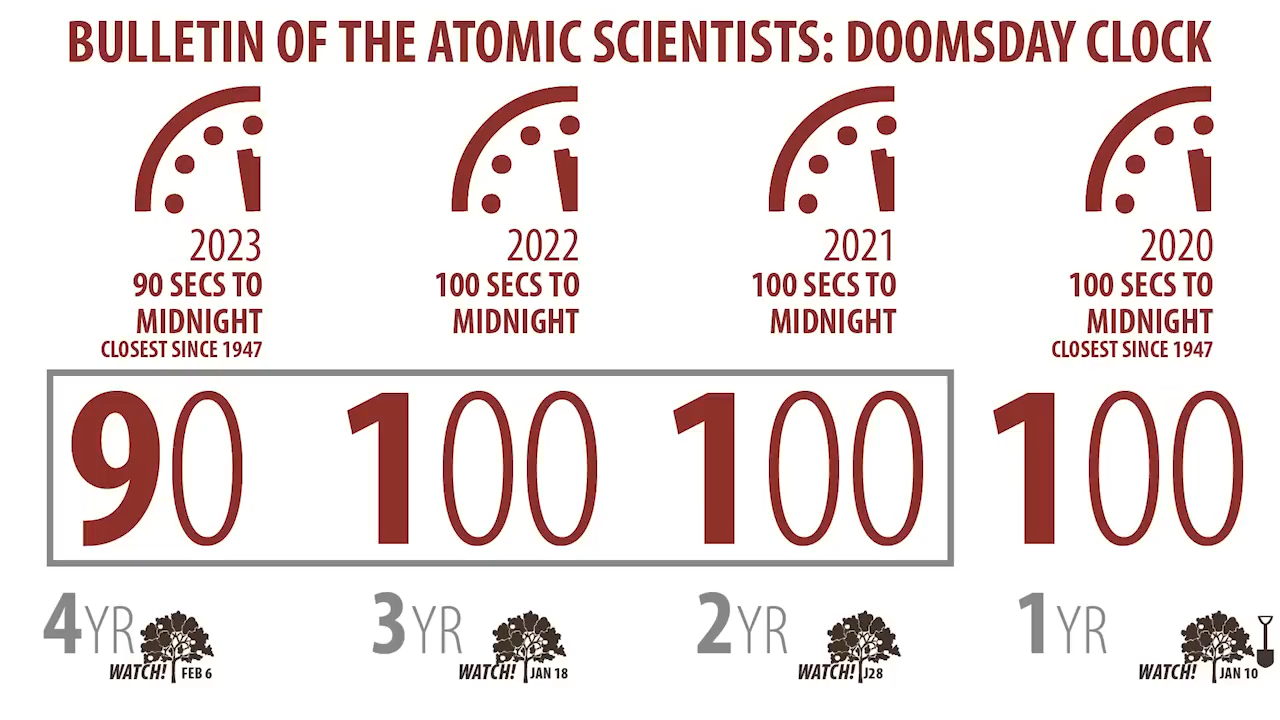 BULLETIN OF THE ATOMIC SCIENTISTS: DOOMSDAY CLOCK
2023
90 SECS TO
MIDNIGHT
CLOSEST SINCE 1947
2022
100 SECS TO
MIDNIGHT
2021
100 SECS TO
MIDNIGHT
2020
100 SECS TO
MIDNIGHT
CLOSEST SINCE 1947
90
100
100
100
4YR
WATCH! FEB 6
3YR
WATCH! JAN 18
2YR
WATCH! J28
1YR
WATCH! JAN 10